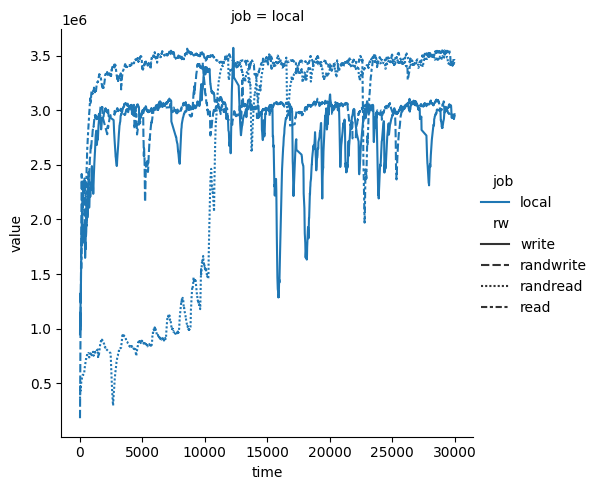 job = local
1e6
3.5
3.0
2.5
2.0
1.5
1.0
0.5
value
0 5000 10000 15000 20000 25000 30000
time
job
local
rw
write
randwrite
randread
read